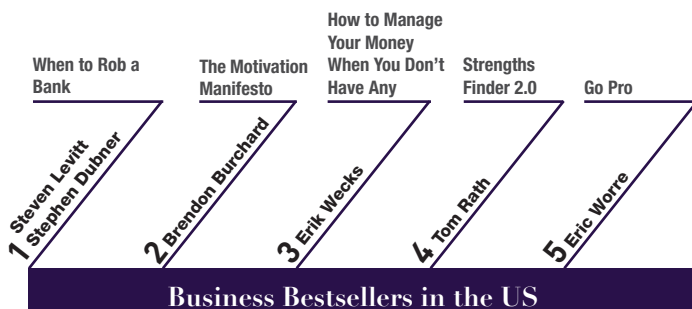 When to Rob a
Bank
1 Steven Levitt
Stephen Dubner
The Motivation
Manifesto
2 Brendon Burchard
How to Manage
Your Money
When You Don't
Have Any
3 Erik Wecks
Strengths
Finder 2.0
4 Tom Rath
Go Pro
5 Eric Worre
Business Bestsellers in the US